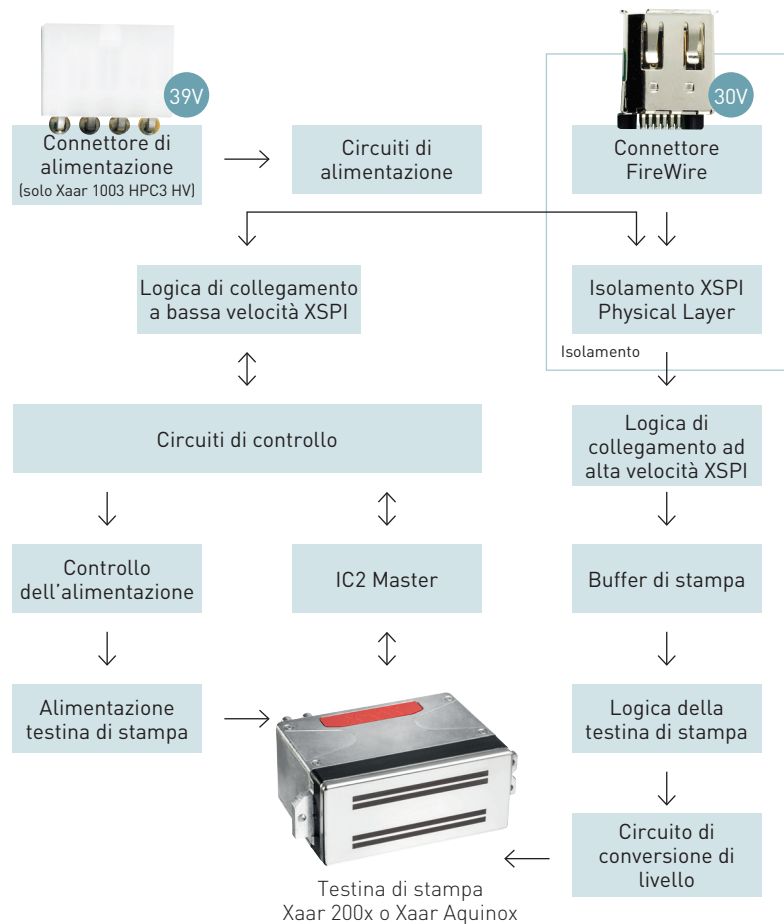 39V
30V
Connettore di
alimentazione
(solo Xaar 1003 HPC3 HV)
Circuiti di
alimentazione
Connettore
FireWire
Logica di collegamento
a bassa velocità XSPI
Isolamento XSPI
Physical Layer
Isolamento
Circuiti di controllo
Logica di
collegamento ad
alta velocità XSPI
Controllo
dell'alimentazione
IC2 Master
Buffer di stampa
Alimentazione
testina di stampa
Logica della
testina di stampa
Circuito di
conversione di
livello
Testina di stampa
Xaar 200x o Xaar Aquinox